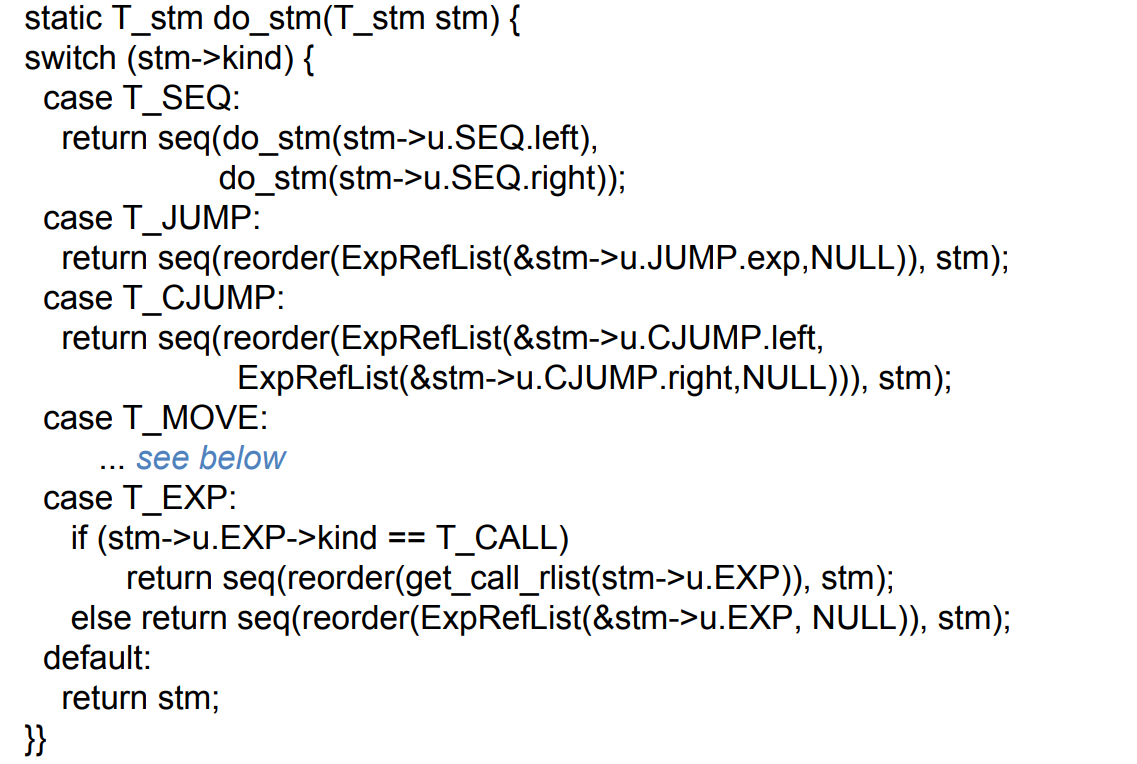 static T_stm do_stm(T_stm stm) {
switch (stm->kind) {
case T_SEQ:
return seq(do_stm(stm->u.SEQ.left),
do_stm(stm->u.SEQ.right));
case T_JUMP:
return seq(reorder(ExpRefList(&stm->u.JUMP.exp,NULL)), stm);
case T_CJUMP:
return seq(reorder(ExpRefList(&stm->u.CJUMP.left,
ExpRefList(&stm->u.CJUMP.right,NULL))), stm);
case T_MOVE:
... see below
case T_EXP:
if (stm->u.EXP->kind == T_CALL)
return seq(reorder(get_call_rlist(stm->u.EXP)), stm);
else return seq(reorder(ExpRefList(&stm->u.EXP, NULL)), stm);
default:
return stm;
}}